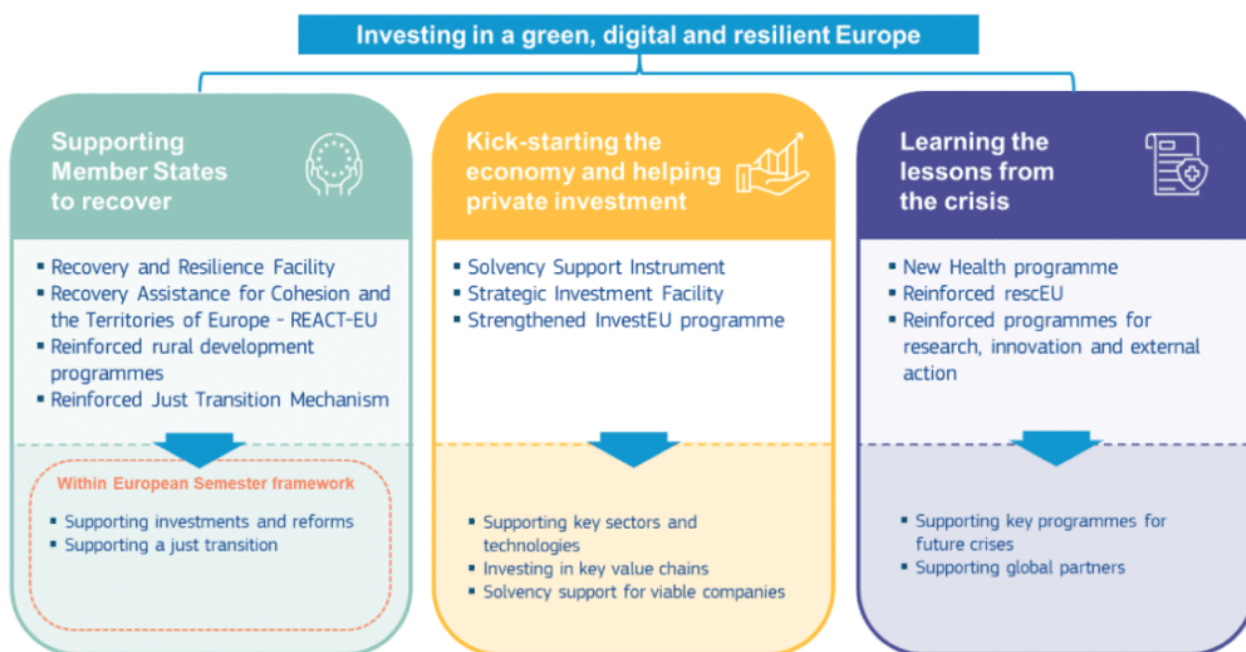 Investing in a green, digital and resilient Europe
Supporting
Member States
to recover
▪ Recovery and Resilience Facility
▪ Recovery Assistance for Cohesion and
the Territories of Europe - REACT-EU
▪ Reinforced rural development
programmes
▪ Reinforced Just Transition Mechanism
Within European Semester framework
▪ Supporting investments and reforms
▪ Supporting a just transition
Kick-starting the
economy and helping
private investment
▪ Solvency Support Instrument
▪ Strategic Investment Facility
▪ Strengthened InvestEU programme
▪ Supporting key sectors and
technologies
▪ Investing in key value chains
▪ Solvency support for viable companies
Learning the
lessons from
the crisis
▪ New Health programme
▪ Reinforced rescEU
▪ Reinforced programmes for
research, innovation and external
action
▪ Supporting key programmes for
future crises
▪ Supporting global partners